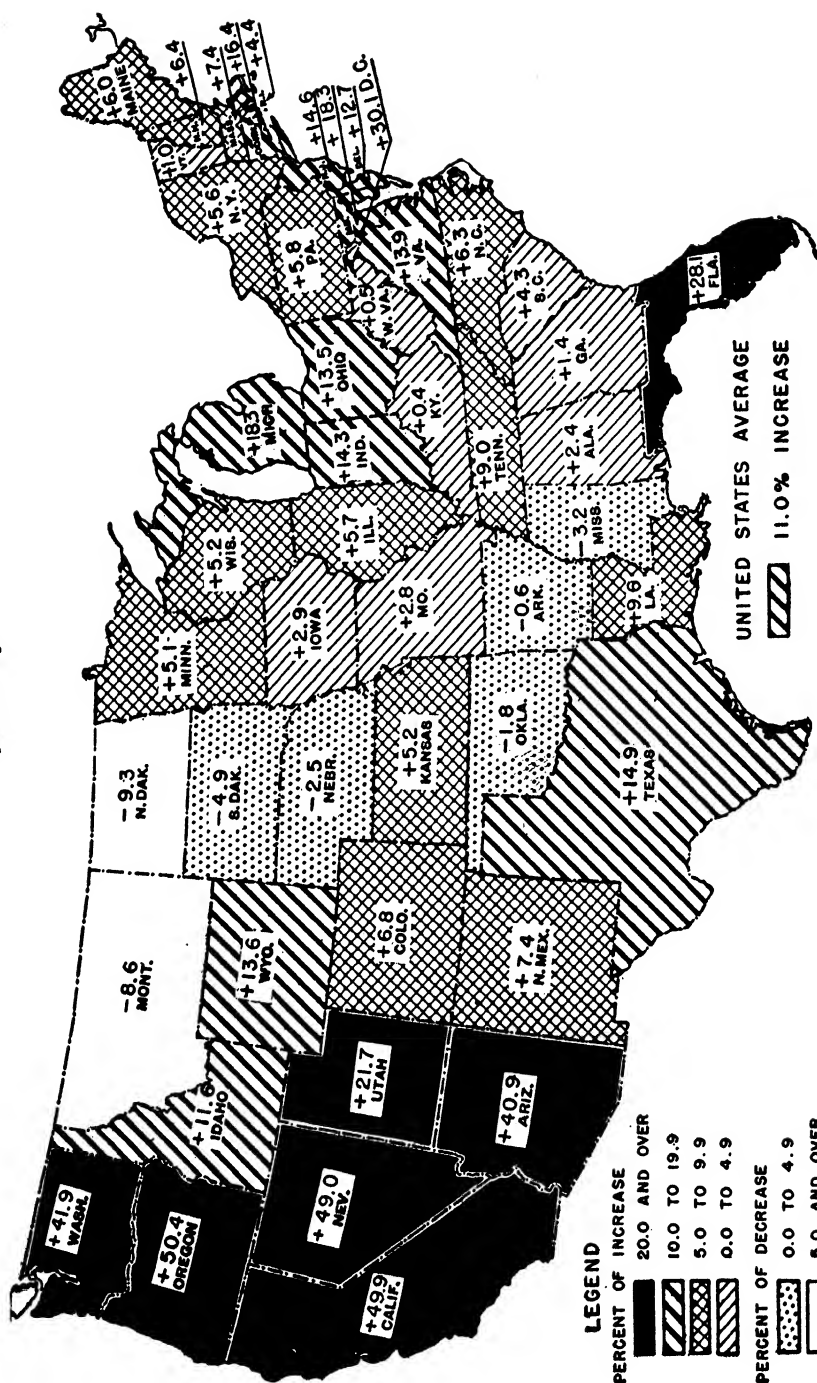 +41.9
WASH.
+50.4
OREGON
+49.9
CALIF.
+49.0
NEV.
+11.6
IDAHO
-8.6
MONT.
+13.6
WYO.
+21.7
UTAH
+40.9
ARIZ.
+6.8
COLO.
+7.4
N.MEX.
-9.3
N.DAK.
-4.9
S.DAK.
-2.5
NEBR.
+5.2
KANSAS
-1.8
OKLA.
+14.9
TEXAS
+5.1
MINN.
+2.9
IOWA
+2.8
MO.
-0.6
ARK.
LA.
+5.2
WIS.
+5.7
ILL.
-3.2
MISS.
+18.3
MICH.
+14.3
IND.
+13.5
OHIO
+0.4
KY.
+9.0
TENN.
+2.4
ALA.
+1.4
GA.
+28.1
FLA.
+4.3
S.C.
+6.3
N.C.
+13.9
VA.
W.VA.
+5.8
PA.
+5.6
N.Y.
+1.0
VT.
+6.0
MAINE
+6.4
+7.4
+16.4
+4.4
+14.6
+18.3
+12.7
+30.1 D.C.
LEGEND
PERCENT OF INCREASE
20.0 AND OVER
10.0 TO 19.9
5.0 TO 9.9
0.0 TO 4.9
PERCENT OF DECREASE
0.0 TO 4.9
5.0 AND OVER
UNITED STATES AVERAGE
11.0% INCREASE